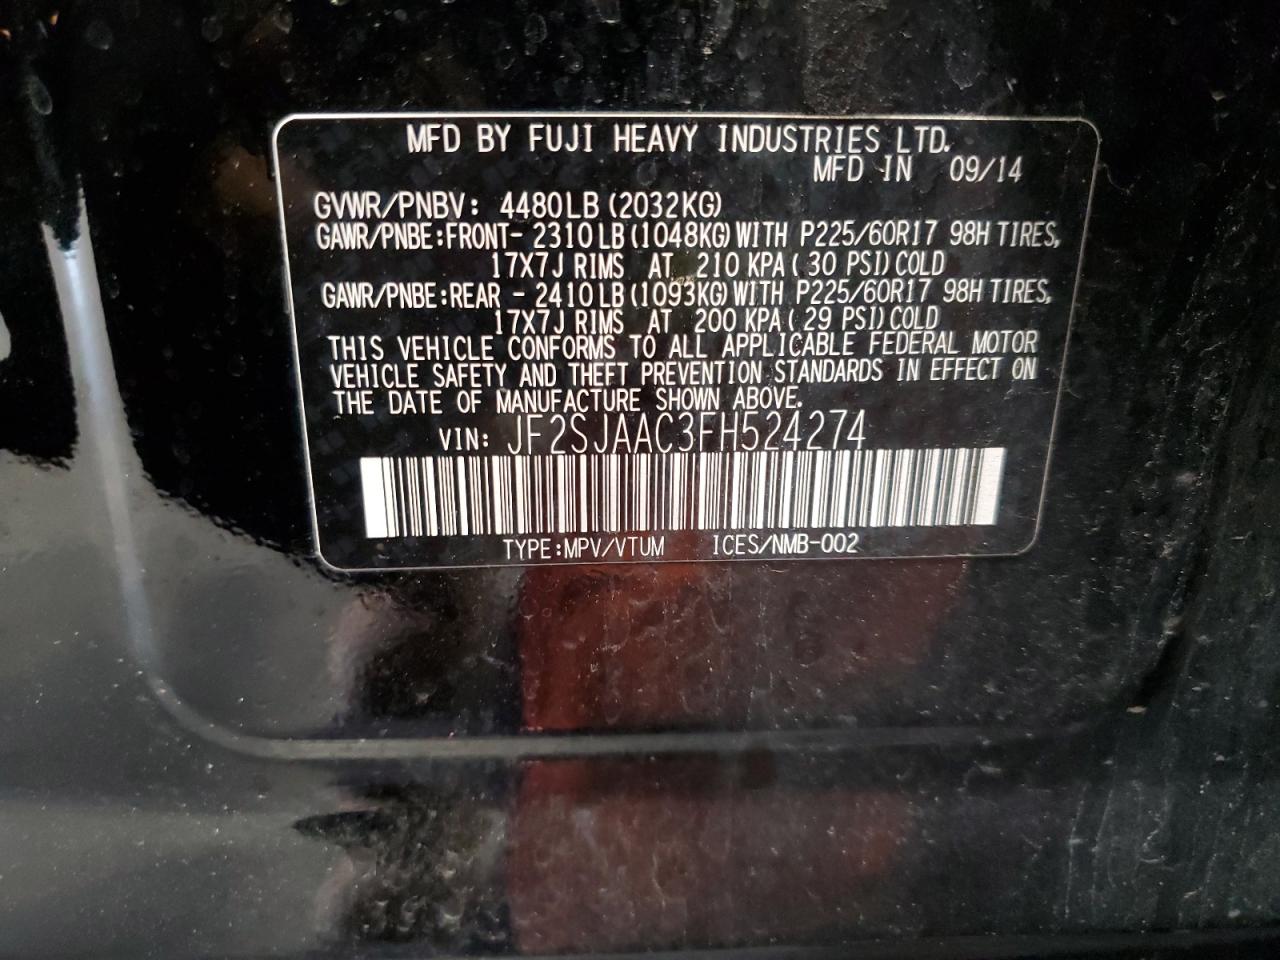 MFD BY FUJI HEAVY INDUSTRIES LTD.
MFD IN 09/14
GVWR/PNBV: 4480LB (2032KG)
GAWR/PNBE:FRONT- 2310LB(1048KG)WITH P225/60R17 98H TIRES,
17X7J RIMS AT 210 KPA( 30 PSI)COLD
GAWR/PNBE:REAR - 2410LB(1093KG)WITH P225/60R17 98H TIRES,
17X7J RIMS AT 200 KPA( 29 PSI)COLD
THIS VEHICLE CONFORMS TO ALL APPLICABLE FEDERAL MOTOR
VEHICLE SAFETY AND THEFT PREVENTION STANDARDS IN EFFECT ON
THE DATE OF MANUFACTURE SHOWN ABOVE.
VIN: JF2SJAAC3FH524274
TYPE:MPV/VTUM ICES/NMB-002